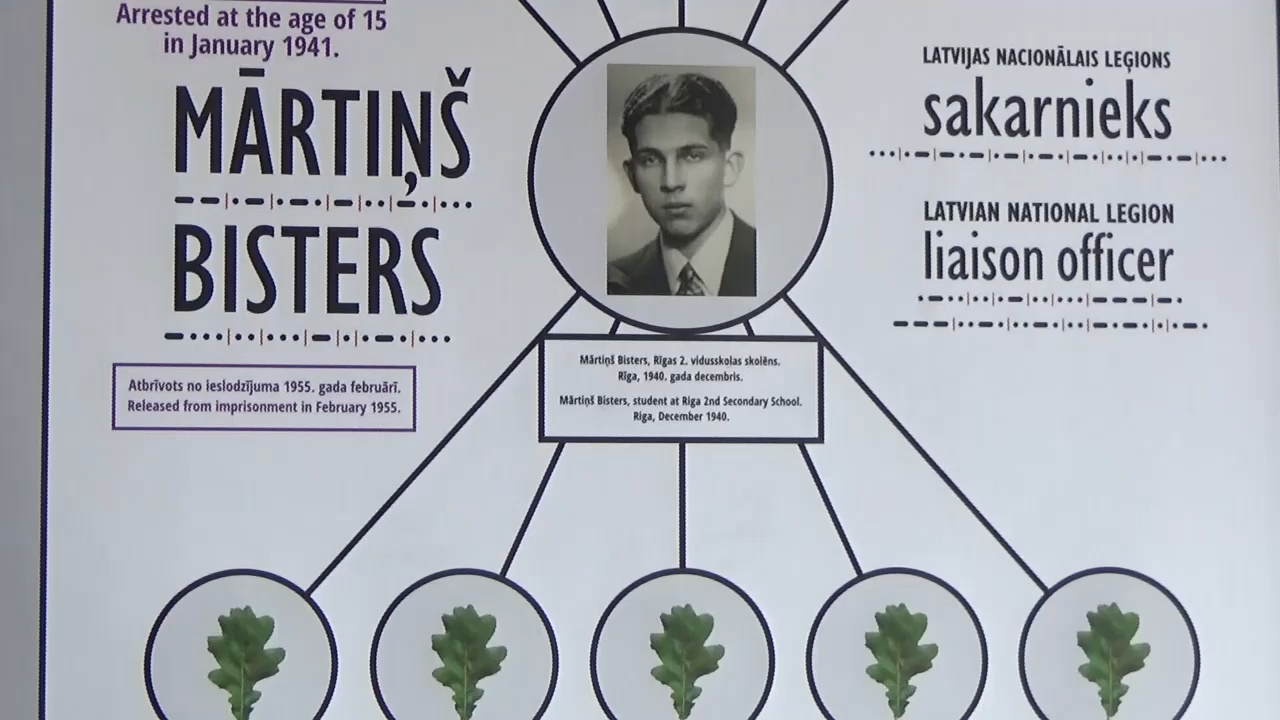 Arrested at the age of 15
in January 1941.
MĀRTIŅŠ
BISTERS
Atbrīvots no ieslodzījuma 1955. gada februārī.
Released from imprisonment in February 1955.
Mārtiņš Bisters, Rīgas 2. vidusskolas skolēns.
Rīga, 1940. gada decembris.
Mārtiņš Bisters, student at Riga 2nd Secondary School.
Riga, December 1940.
LATVIJAS NACIONĀLAIS LEĢIONS
sakarnieks
LATVIAN NATIONAL LEGION
liaison officer